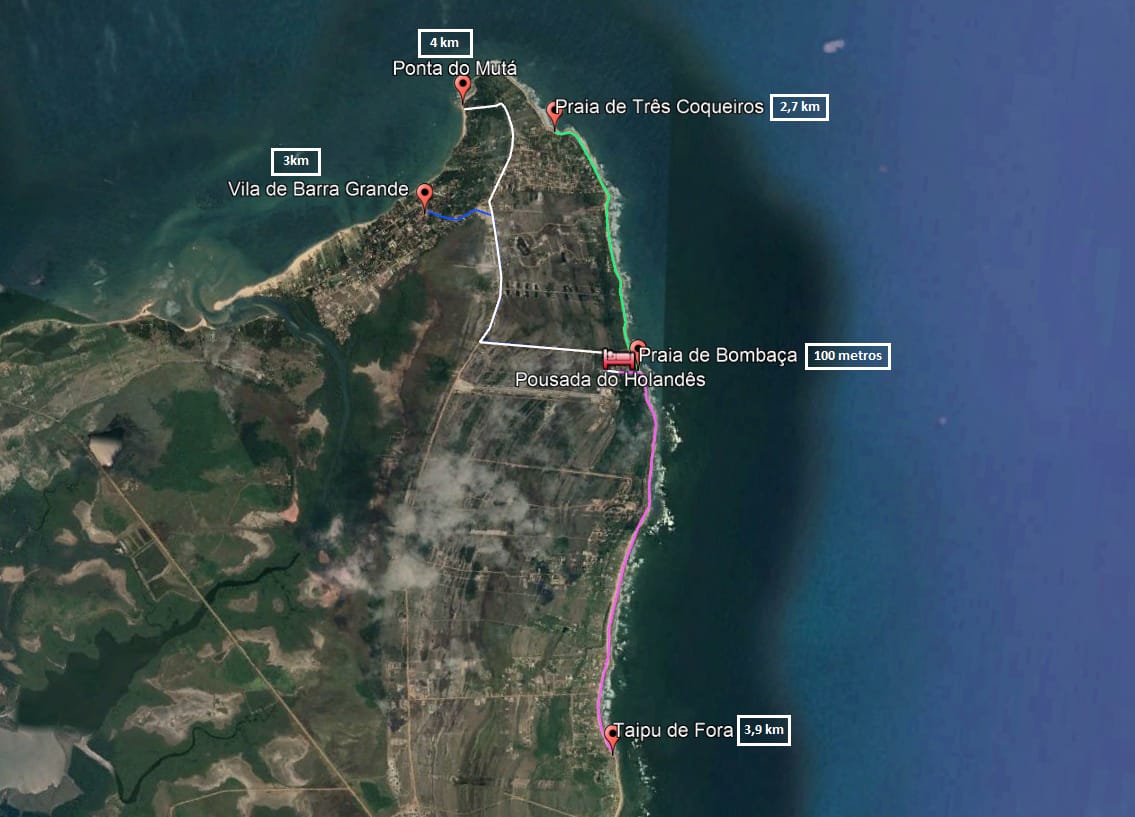 4 km
Ponta do Mutá
Praia de Três Coqueiros 2,7 km
3km
Vila de Barra Grande
Praia de Bombaça 100 metros
Pousada do Holandês
Taipu de Fora 3,9 km